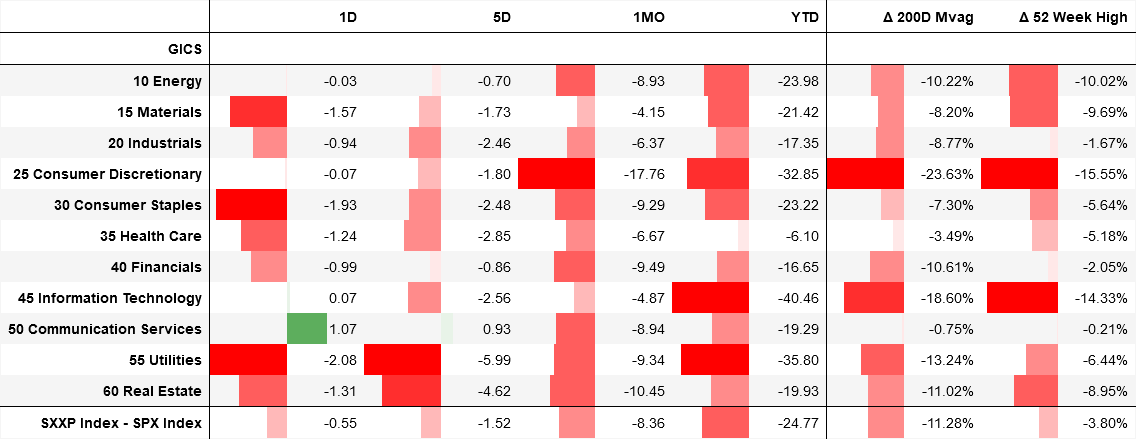 1D 5D 1MO YTD Δ 200D Mvag Δ 52 Week High
GICS
10 Energy -0.03 -0.70 -8.93 -23.98 -10.22% -10.02%
15 Materials -1.57 -1.73 -4.15 -21.42 -8.20% -9.69%
20 Industrials -0.94 -2.46 -6.37 -17.35 -8.77% -1.67%
25 Consumer Discretionary -0.07 -1.80 -17.76 -32.85 -23.63% -15.55%
30 Consumer Staples -1.93 -2.48 -9.29 -23.22 -7.30% -5.64%
35 Health Care -1.24 -2.85 -6.67 -6.10 -3.49% -5.18%
40 Financials -0.99 -0.86 -9.49 -16.65 -10.61% -2.05%
45 Information Technology 0.07 -2.56 -4.87 -40.46 -18.60% -14.33%
50 Communication Services 1.07 0.93 -8.94 -19.29 -0.75% -0.21%
55 Utilities -2.08 -5.99 -9.34 -35.80 -13.24% -6.44%
60 Real Estate -1.31 -4.62 -10.45 -19.93 -11.02% -8.95%
SXXP Index - SPX Index -0.55 -1.52 -8.36 -24.77 -11.28% -3.80%